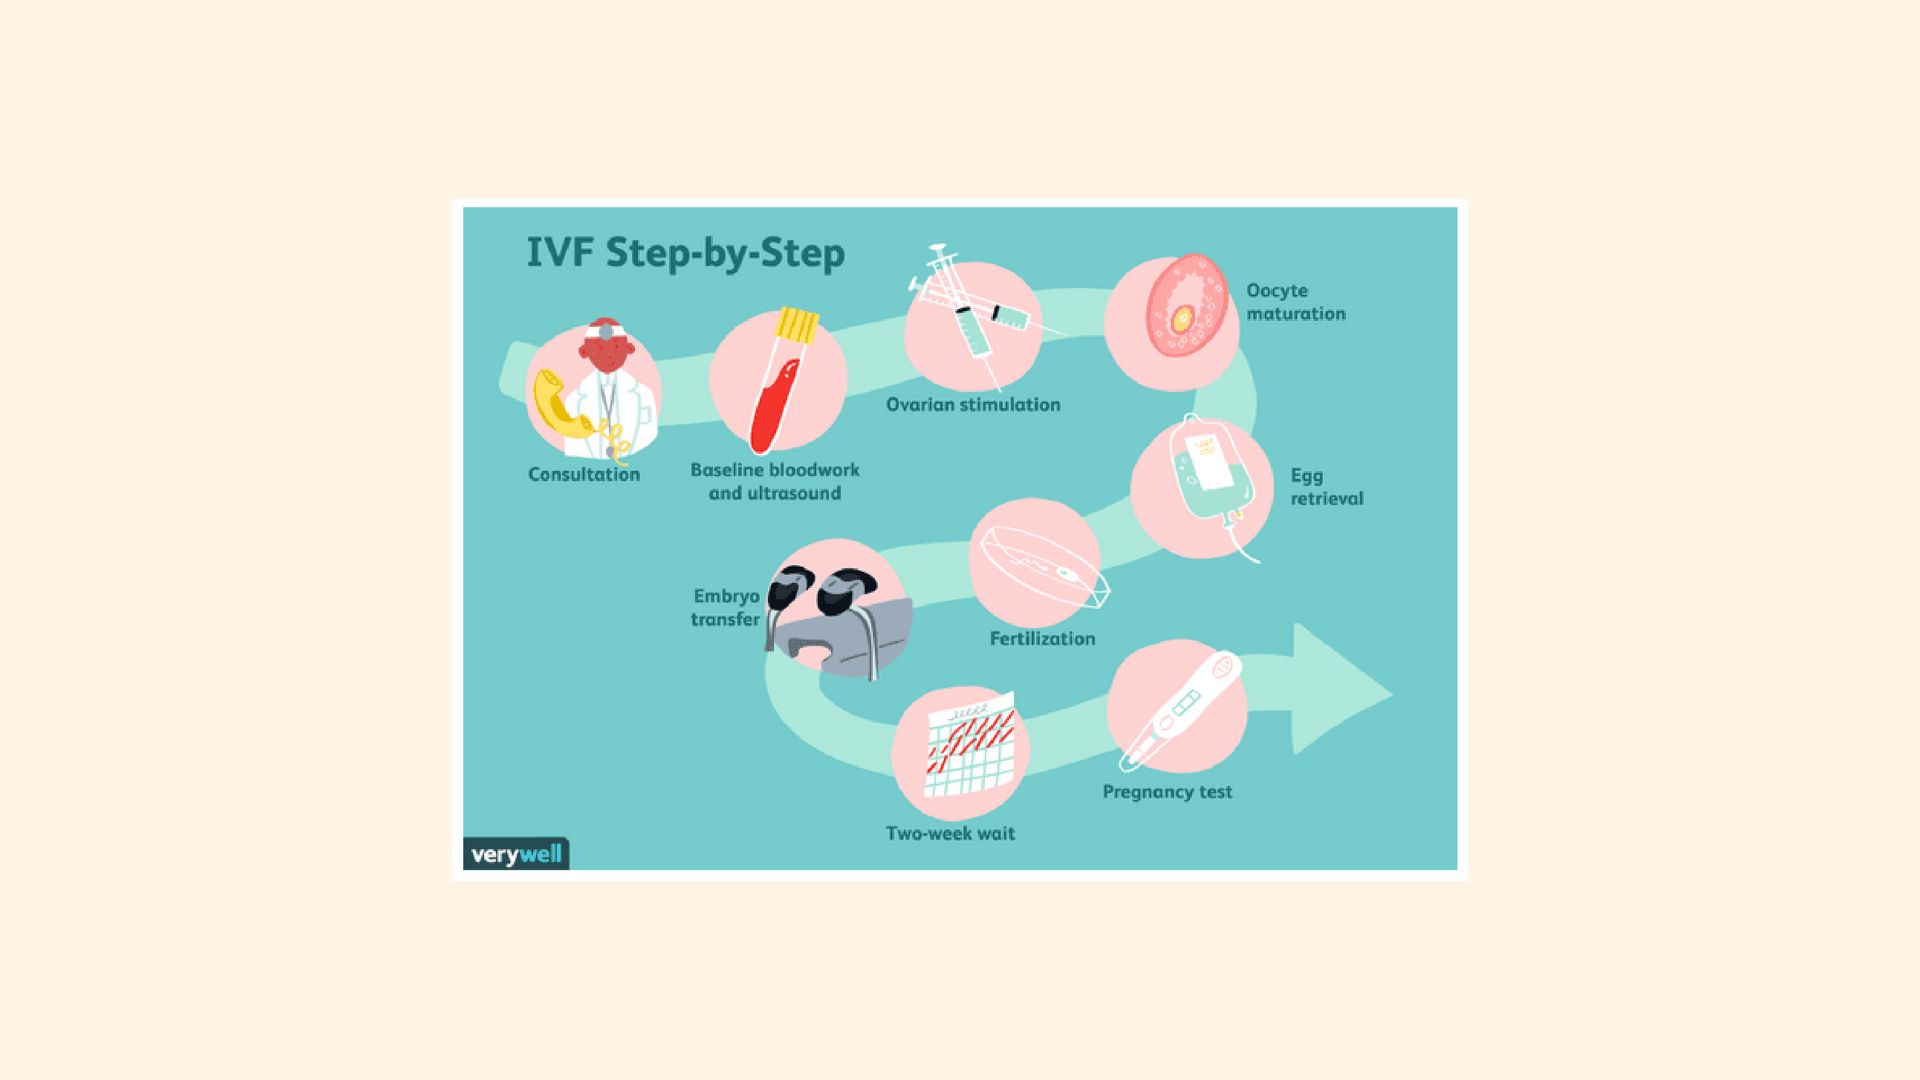 IVF Step-by-Step
Consultation
Baseline bloodwork
and ultrasound
Ovarian stimulation
Oocyte
maturation
Egg
retrieval
Fertilization
Embryo
transfer
Two-week wait
Pregnancy test
verywell